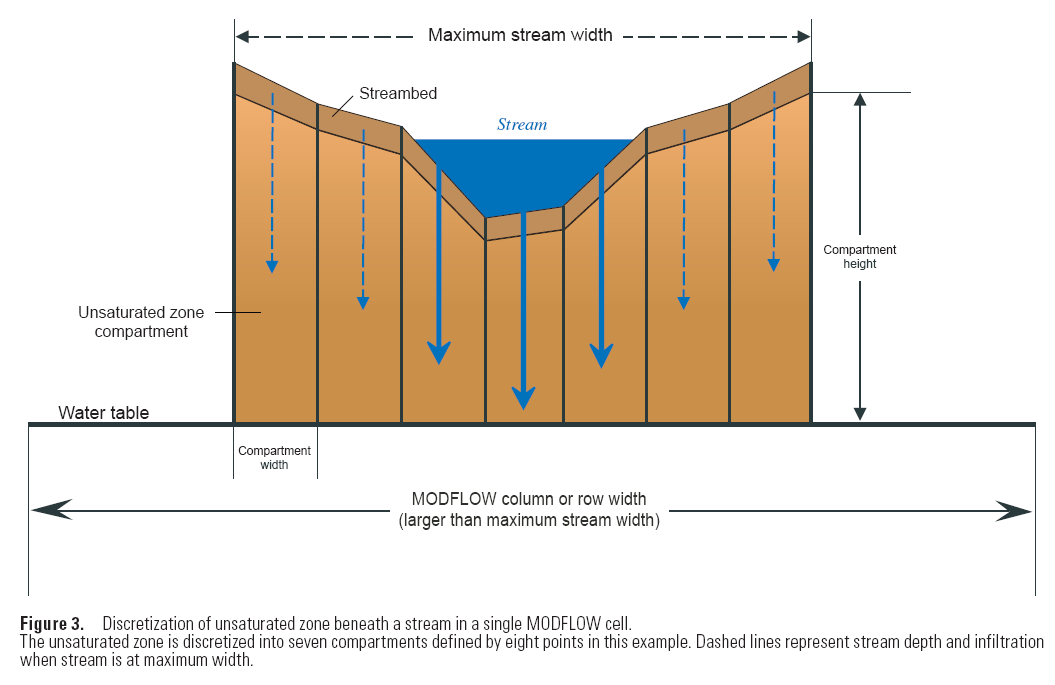 Maximum stream width
Streambed
Stream
Compartment
height
Unsaturated zone
compartment
Water table
Compartment
width
MODFLOW column or row width
(larger than maximum stream width)
Figure 3. Discretization of unsaturated zone beneath a stream in a single MODFLOW cell.
The unsaturated zone is discretized into seven compartments defined by eight points in this example. Dashed lines represent stream depth and infiltration
when stream is at maximum width.